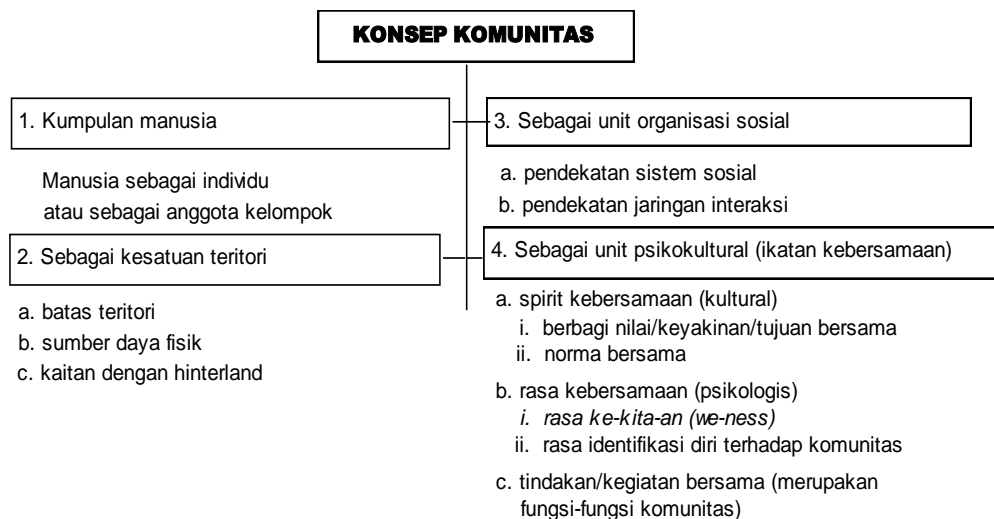 KONSEP KOMUNITAS
1. Kumpulan manusia
Manusia sebagai individu
atau sebagai anggota kelompok
2. Sebagai kesatuan teritori
a. batas teritori
b. sumber daya fisik
c. kaitan dengan hinterland
3. Sebagai unit organisasi sosial
a. pendekatan sistem sosial
b. pendekatan jaringan interaksi
4. Sebagai unit psikokultural (ikatan kebersamaan)
a. spirit kebersamaan (kultural)
i. berbagi nilai/keyakinan/tujuan bersama
ii. norma bersama
b. rasa kebersamaan (psikologis)
i. rasa ke-kita-an (we-ness)
ii. rasa identifikasi diri terhadap komunitas
c. tindakan/kegiatan bersama (merupakan
fungsi-fungsi komunitas)